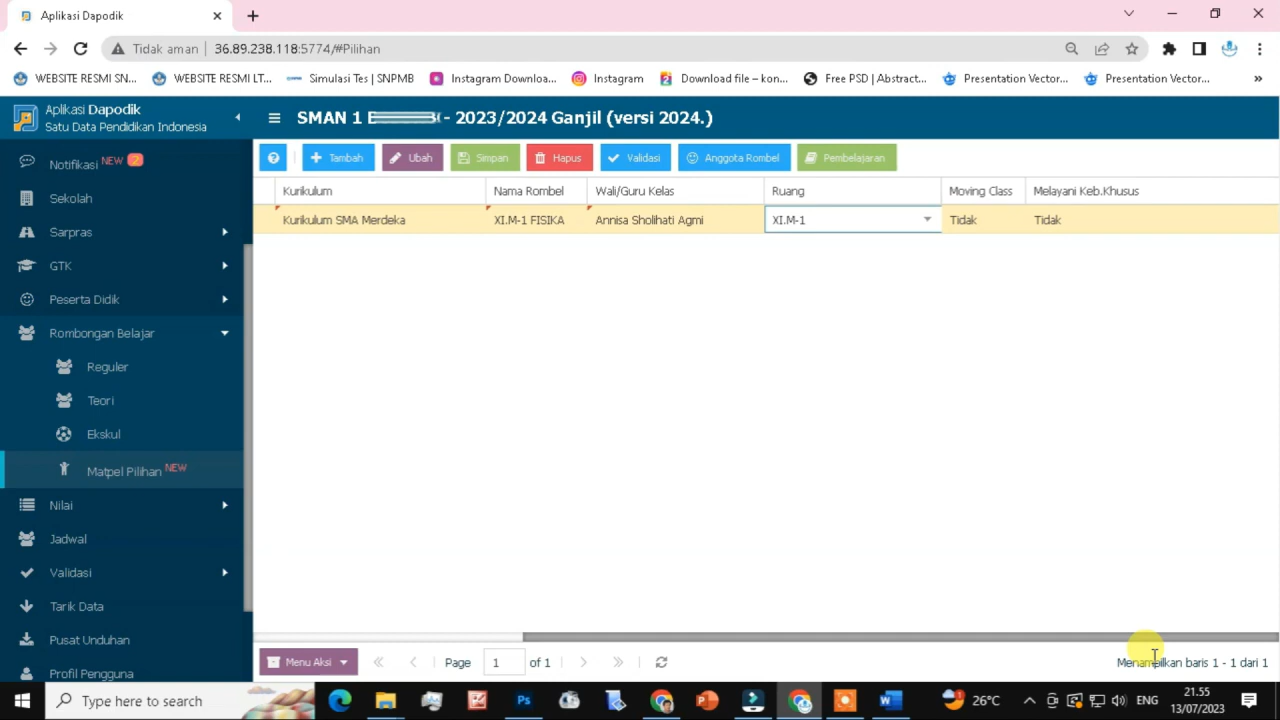 Aplikasi Dapodik
Tidak aman
36.89.238.118:5774/#Pilihan
WEBSITE RESMI SN...
WEBSITE RESMI LT...
Simulasi Tes | SNPMB
Instagram Downloa...
Instagram
Download file – kon...
Free PSD | Abstract...
Presentation Vector...
Presentation Vector...
Aplikasi Dapodik
Satu Data Pendidikan Indonesia
SMAN 1 - 2023/2024 Ganjil (versi 2024.)
Notifikasi NEW 2
Sekolah
Sarpras
GTK
Peserta Didik
Rombongan Belajar
Reguler
Teori
Ekskul
Matpel Pilihan NEW
Nilai
Jadwal
Validasi
Tarik Data
Pusat Unduhan
Profil Pengguna
Tambah
Ubah
Simpan
Hapus
Validasi
Anggota Rombel
Pembelajaran
Kurikulum
Nama Rombel
Wali/Guru Kelas
Ruang
Moving Class
Melayani Keb.Khusus
Kurikulum SMA Merdeka
XI.M-1 FISIKA
Annisa Sholihati Agmi
XI.M-1
Tidak
Tidak
Menu Aksi
Page 1 of 1
Menampilkan baris 1 - 1 dari 1
Type here to search
Ps
26°C
ENG
21.55
13/07/2023